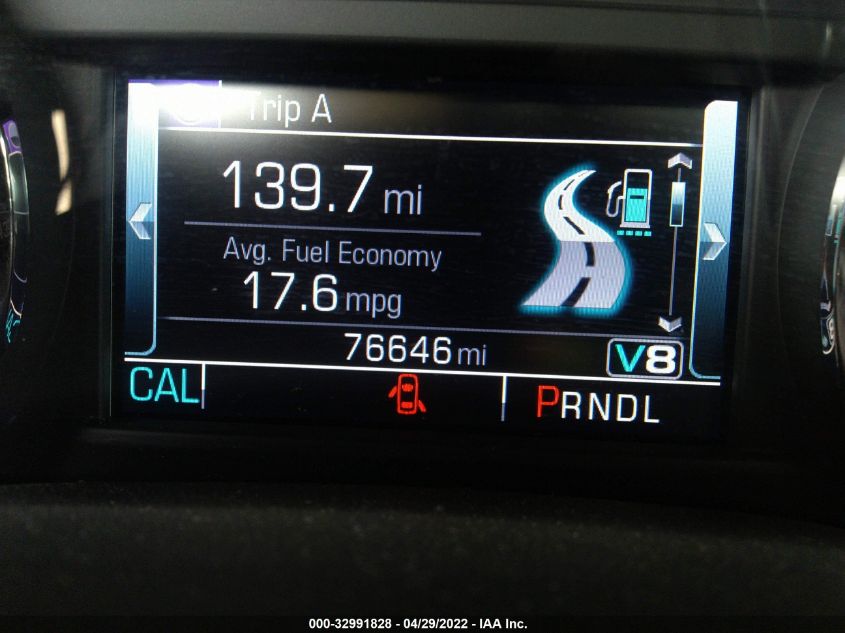 Trip A
139.7 mi
Avg. Fuel Economy
17.6 mpg
76646 mi
V8
CAL
PRNDL
000-32991828 - 04/29/2022 - IAA Inc.